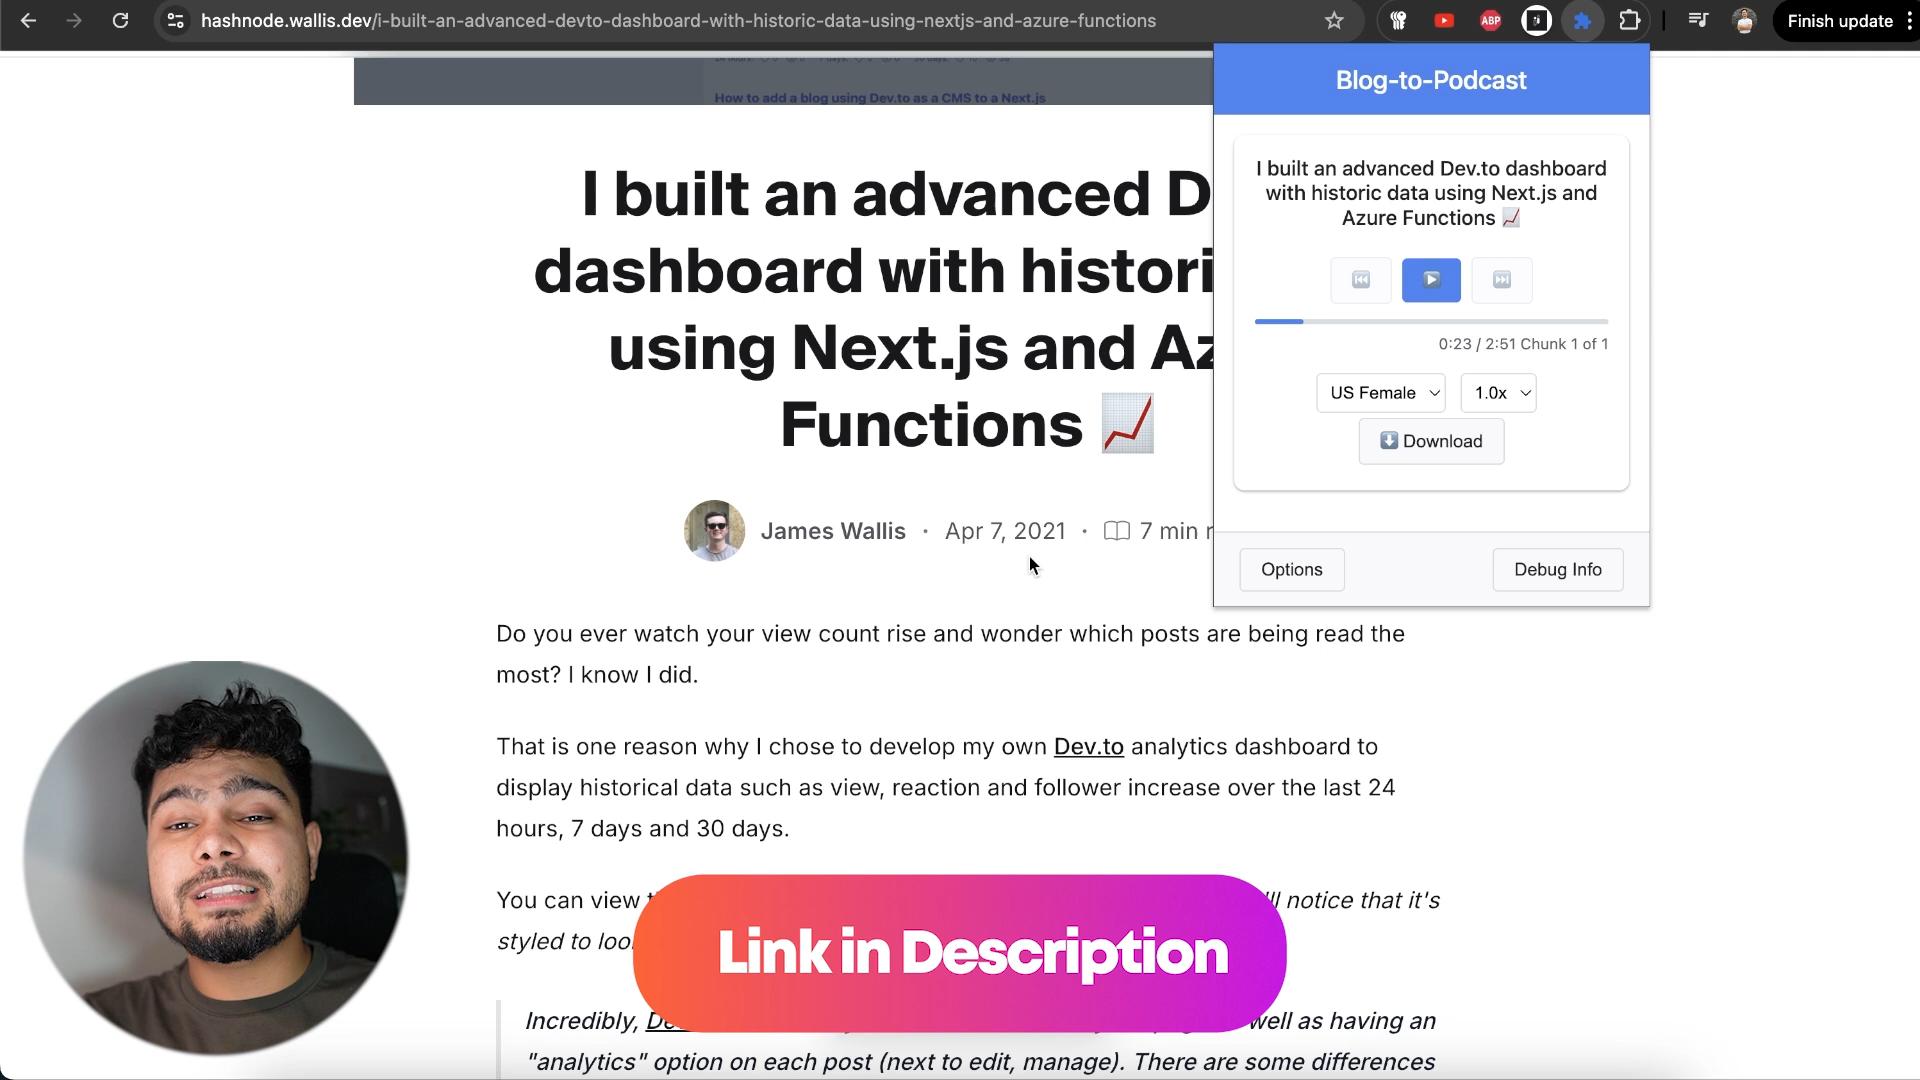 hashnode.wallis.dev/i-built-an-advanced-devto-dashboard-with-historic-data-using-nextjs-and-azure-functions
ABP
Finish update
How to add a blog using Dev.to as a CMS to a Next.js
I built an advanced D
dashboard with histori
using Next.js and Az
Functions 📈
James Wallis · Apr 7, 2021 · 7 min r
Do you ever watch your view count rise and wonder which posts are being read the
most? I know I did.
That is one reason why I chose to develop my own Dev.to analytics dashboard to
display historical data such as view, reaction and follower increase over the last 24
hours, 7 days and 30 days.
You can view
ll notice that it's
styled to loo
Incredibly, De
well as having an
"analytics" option on each post (next to edit, manage). There are some differences
Blog-to-Podcast
I built an advanced Dev.to dashboard
with historic data using Next.js and
Azure Functions 📈
0:23 / 2:51 Chunk 1 of 1
US Female
1.0x
Download
Options
Debug Info
Link in Description